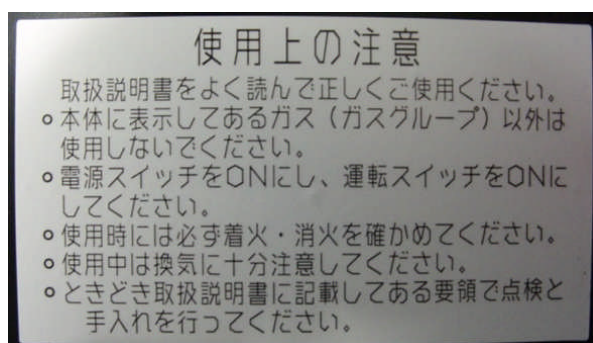 使用上の注意
取扱説明書をよく読んで正しくご使用ください。
○本体に表示してあるガス（ガスグループ）以外は
使用しないでください。
○電源スイッチをONにし、運転スイッチをONに
してください。
○使用時には必ず着火・消火を確かめてください。
○使用中は換気に十分注意してください。
○ときどき取扱説明書に記載してある要領で点検と
手入れを行ってください。